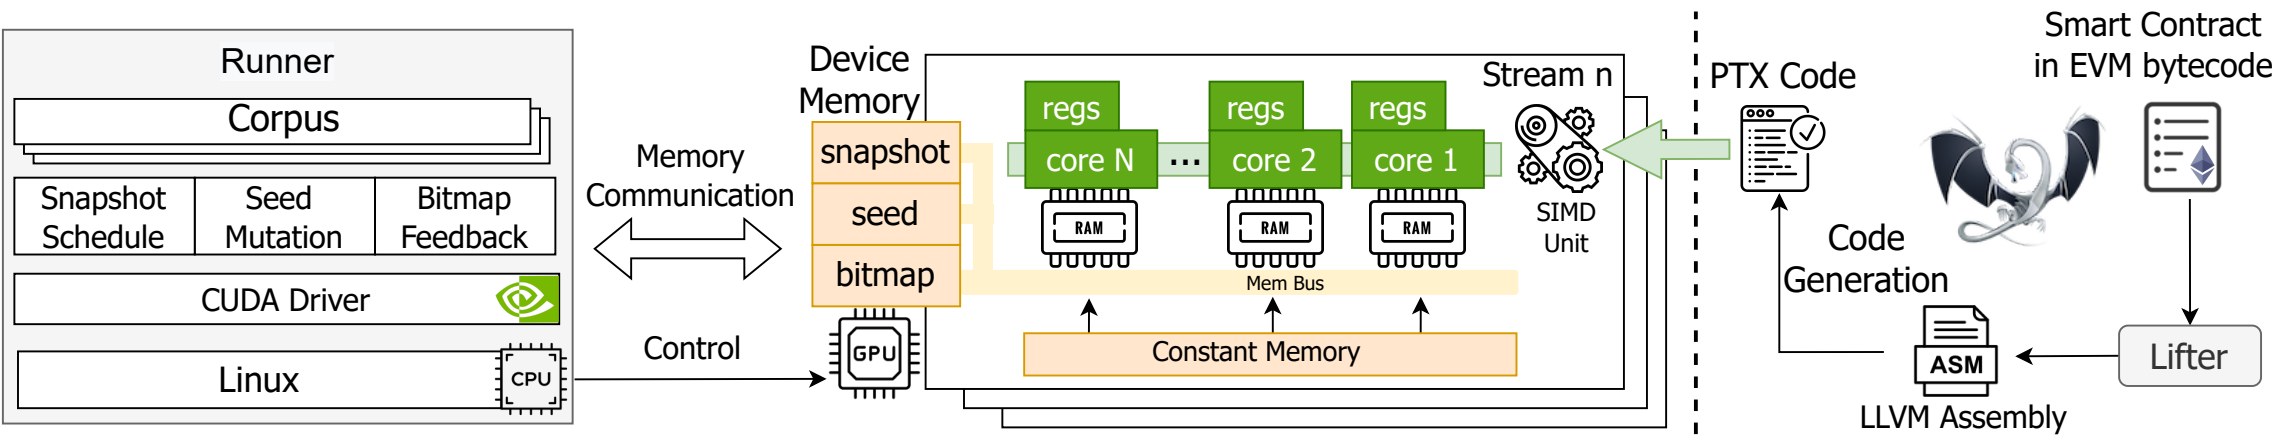 Runner
Corpus
Snapshot
Schedule
Seed
Mutation
Bitmap
Feedback
CUDA Driver
Linux
CPU
Memory
Communication
Control
Device
Memory
snapshot
seed
bitmap
GPU
regs
regs
regs
core N
...
core 2
core 1
RAM
RAM
RAM
Mem Bus
Constant Memory
Stream n
SIMD
Unit
PTX Code
Smart Contract
in EVM bytecode
Code
Generation
ASM
LLVM Assembly
Lifter